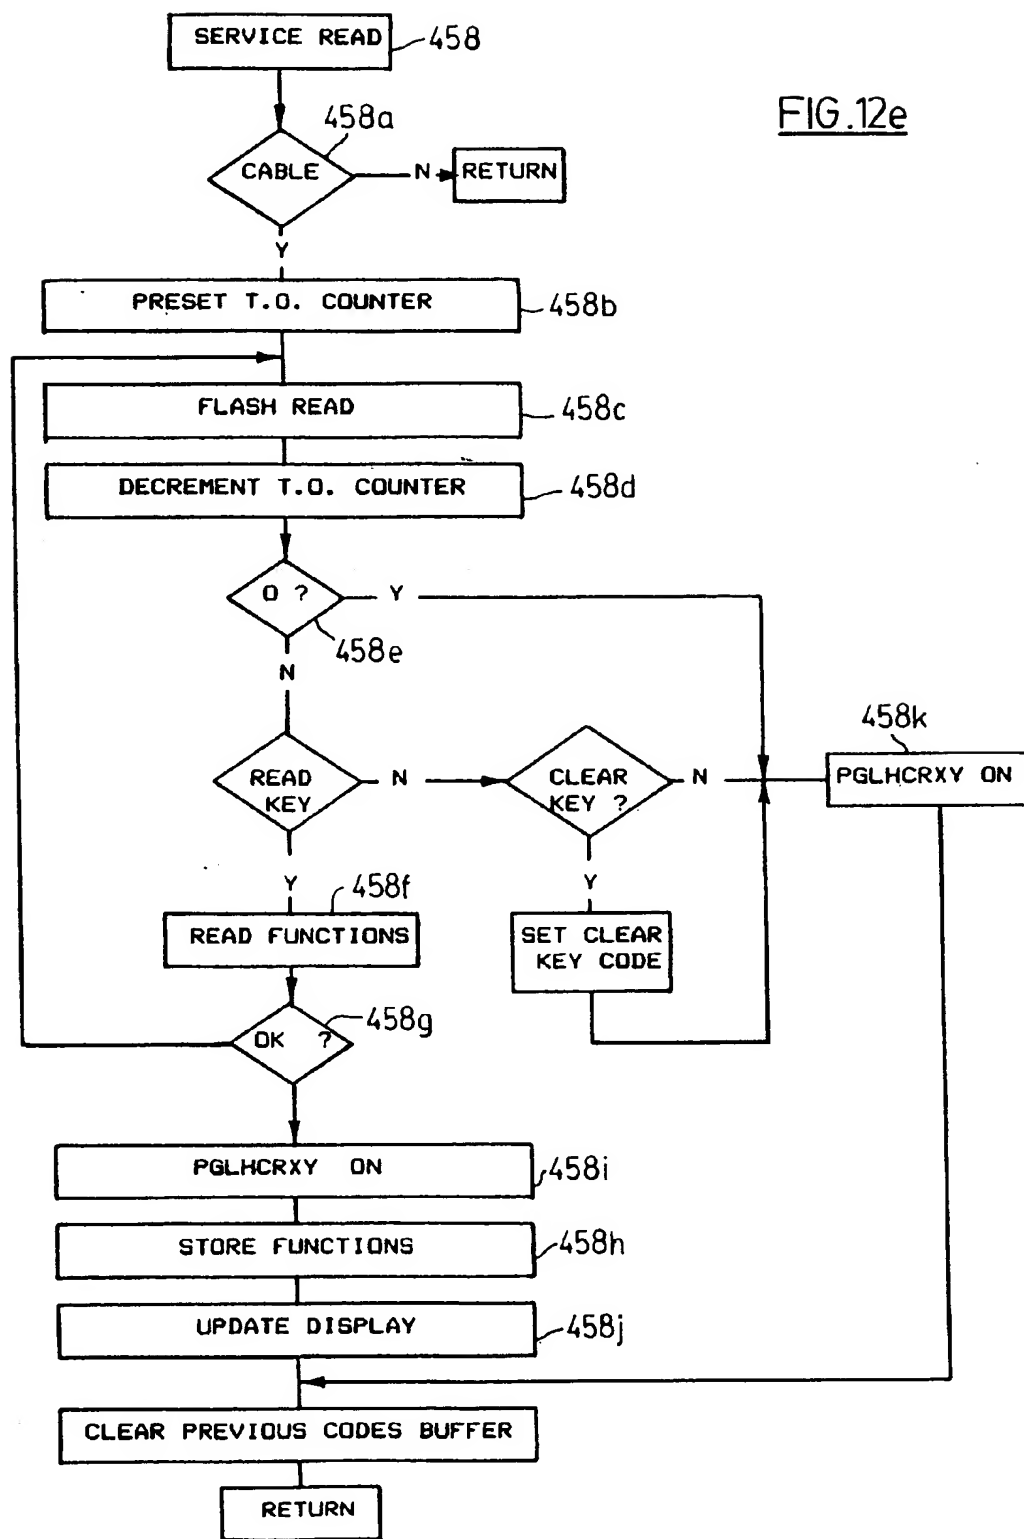 SERVICE READ
458
FIG.12e
458a
CABLE
N
RETURN
Y
PRESET T.O. COUNTER
458b
FLASH READ
458c
DECREMENT T.O. COUNTER
458d
O ?
Y
458e
N
458k
READ
KEY
N
CLEAR
KEY ?
N
PGLHCRXY ON
Y
458f
Y
READ FUNCTIONS
SET CLEAR
KEY CODE
458g
OK ?
PGLHCRXY ON
458i
STORE FUNCTIONS
458h
UPDATE DISPLAY
458j
CLEAR PREVIOUS CODES BUFFER
RETURN